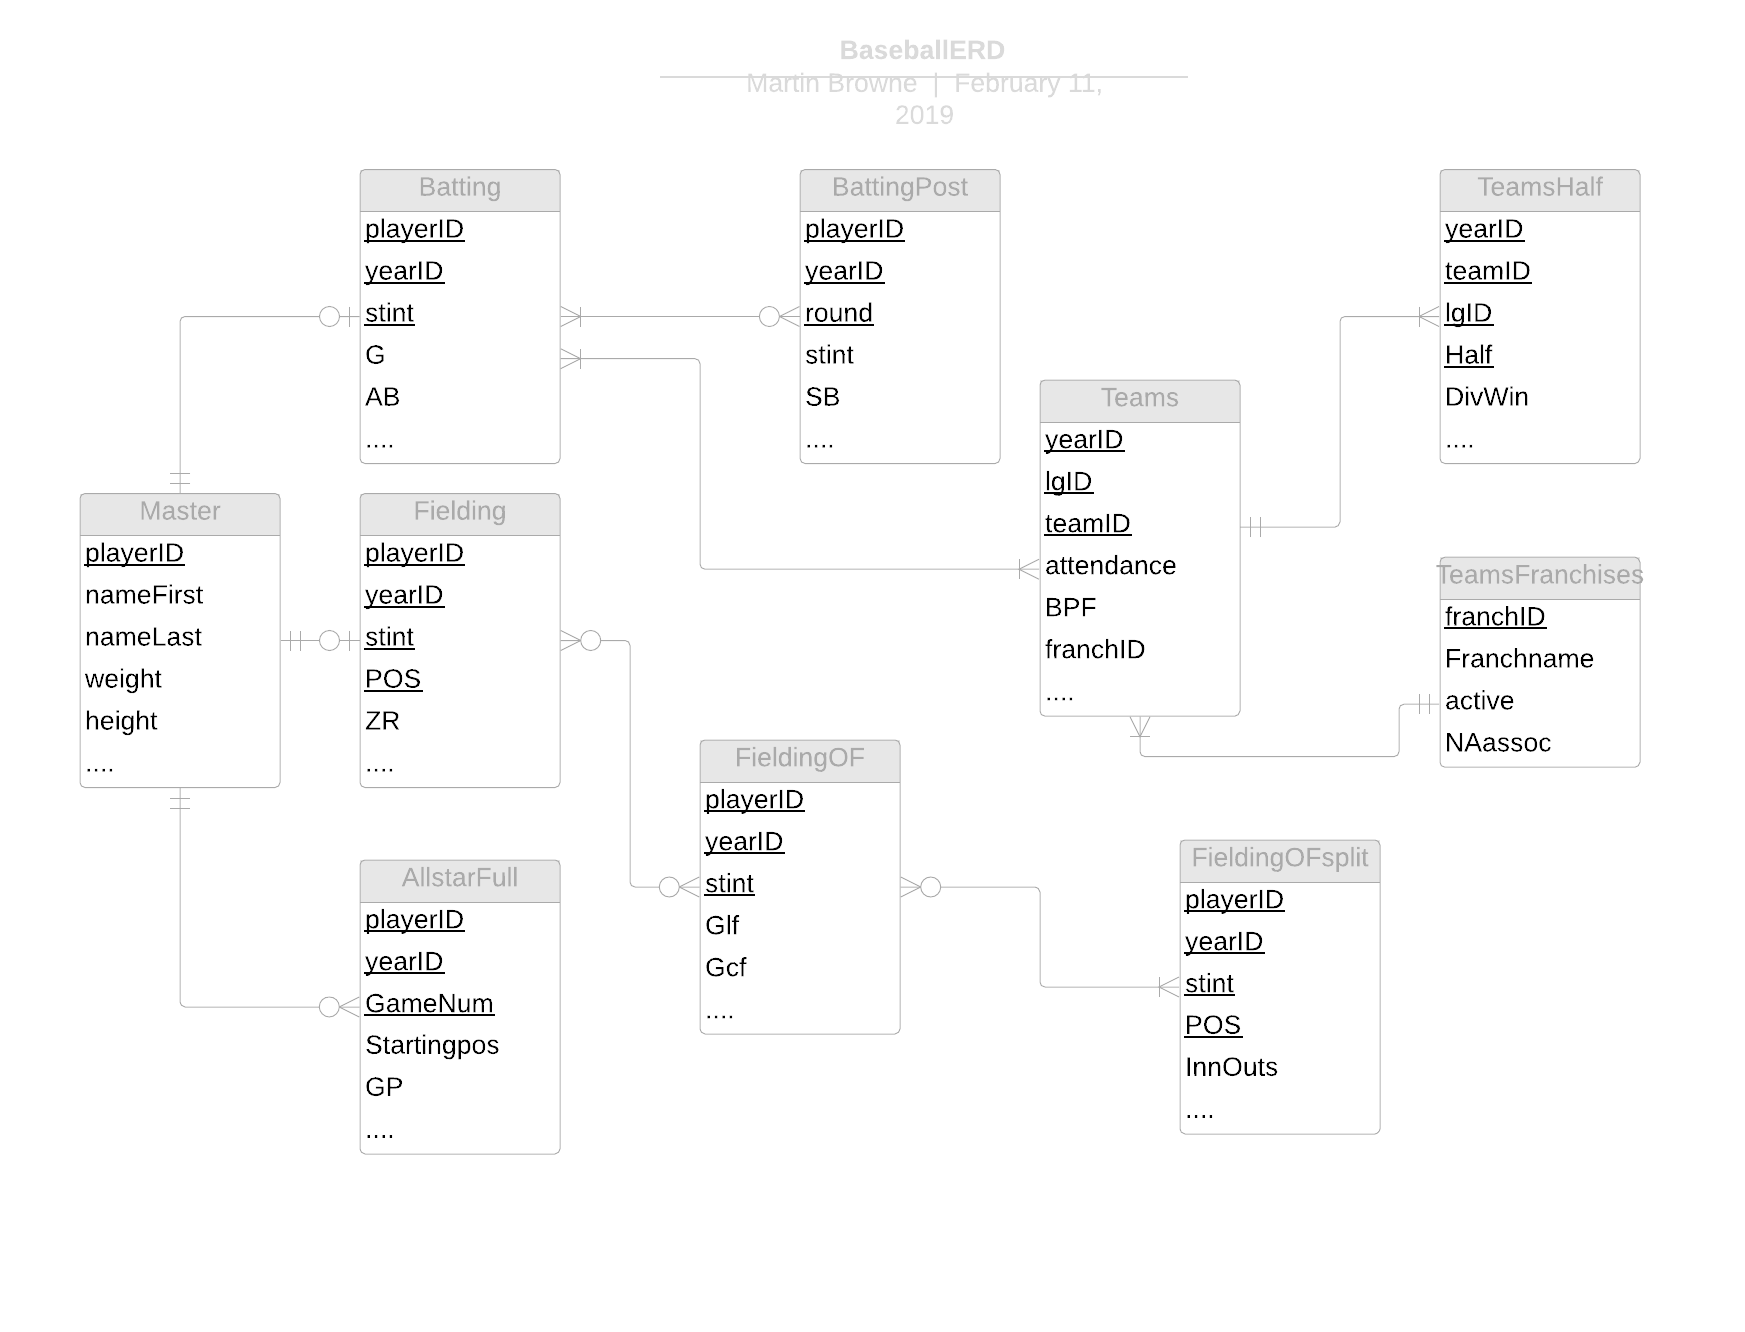 BaseballERD
Martin Browne | February 11,
2019
Batting
playerID
yearID
stint
G
AB
....
BattingPost
playerID
yearID
round
stint
SB
....
TeamsHalf
yearID
teamID
lgID
Half
DivWin
....
Teams
yearID
lgID
teamID
attendance
BPF
franchID
....
Master
playerID
nameFirst
nameLast
weight
height
....
Fielding
playerID
yearID
stint
POS
ZR
....
TeamsFranchises
franchID
Franchname
active
NAassoc
FieldingOF
playerID
yearID
stint
Glf
Gcf
....
FieldingOFsplit
playerID
yearID
stint
POS
InnOuts
....
AllstarFull
playerID
yearID
GameNum
Startingpos
GP
....